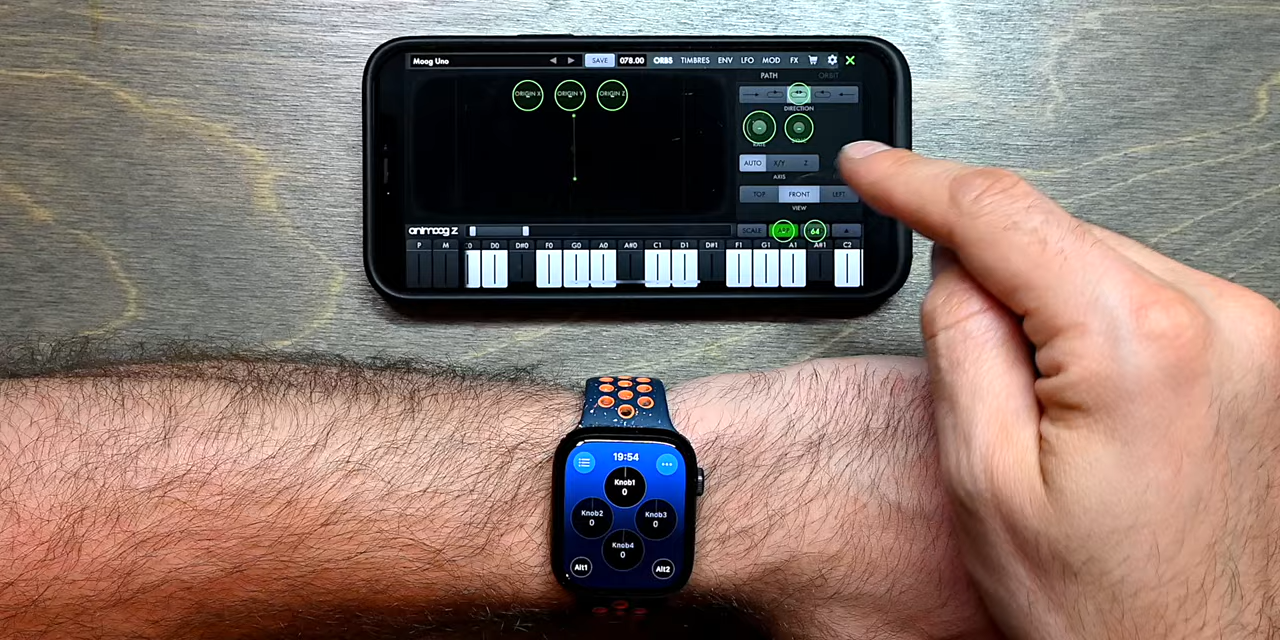 Moog Uno SAVE 078.00 ORBS TIMBRES ENV LFO MOD FX
PATH ORBIT
ORIGIN X ORIGIN Y ORIGIN Z
DIRECTION
RATE
AUTO X/Y Z
AXIS
TOP FRONT LEFT
VIEW
animoog z SCALE 64
P M C0 D0 D#0 F0 G0 A0 A#0 C1 D1 D#1 F1 G1 A1 A#1 C2
19:54
Knob1
0
Knob2
0
Knob3
0
Knob4
0
Alt1 Alt2